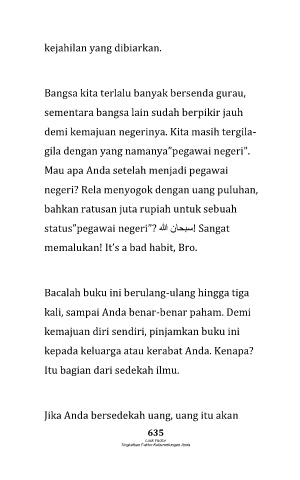 kejahilan yang dibiarkan.
Bangsa kita terlalu banyak bersenda gurau,
sementara bangsa lain sudah berpikir jauh
demi kemajuan negerinya. Kita masih tergila-
gila dengan yang namanya"pegawai negeri".
Mau apa Anda setelah menjadi pegawai
negeri? Rela menyogok dengan uang puluhan,
bahkan ratusan juta rupiah untuk sebuah
status"pegawai negeri"? سبحان الله! Sangat
memalukan! It's a bad habit, Bro.
Bacalah buku ini berulang-ulang hingga tiga
kali, sampai Anda benar-benar paham. Demi
kemajuan diri sendiri, pinjamkan buku ini
kepada keluarga atau kerabat Anda. Kenapa?
Itu bagian dari sedekah ilmu.
Jika Anda bersedekah uang, uang itu akan
635
Luck Factor
Tingkatkan Faktor Keberuntungan Anda